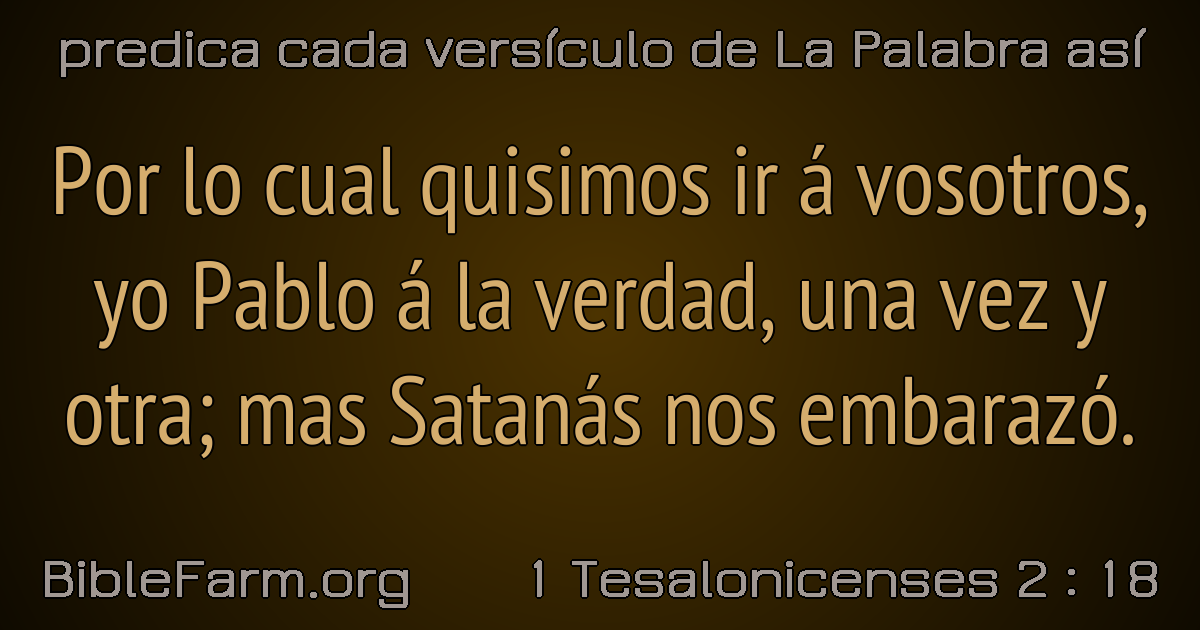 predica cada versículo de La Palabra así
Por lo cual quisimos ir á vosotros,
yo Pablo á la verdad, una vez y
otra; mas Satanás nos embarazó.
BibleFarm.org 1 Tesalonicenses 2 : 18